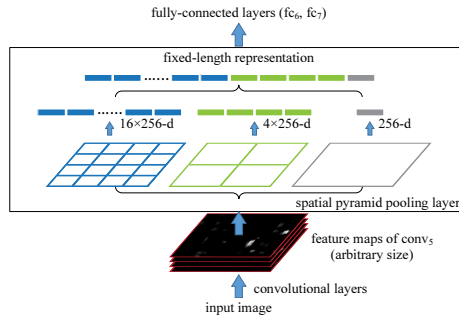 fully-connected layers (fc6, fc7)
fixed-length representation
......
......
16×256-d
4×256-d
256-d
spatial pyramid pooling layer
feature maps of conv5
(arbitrary size)
convolutional layers
input image